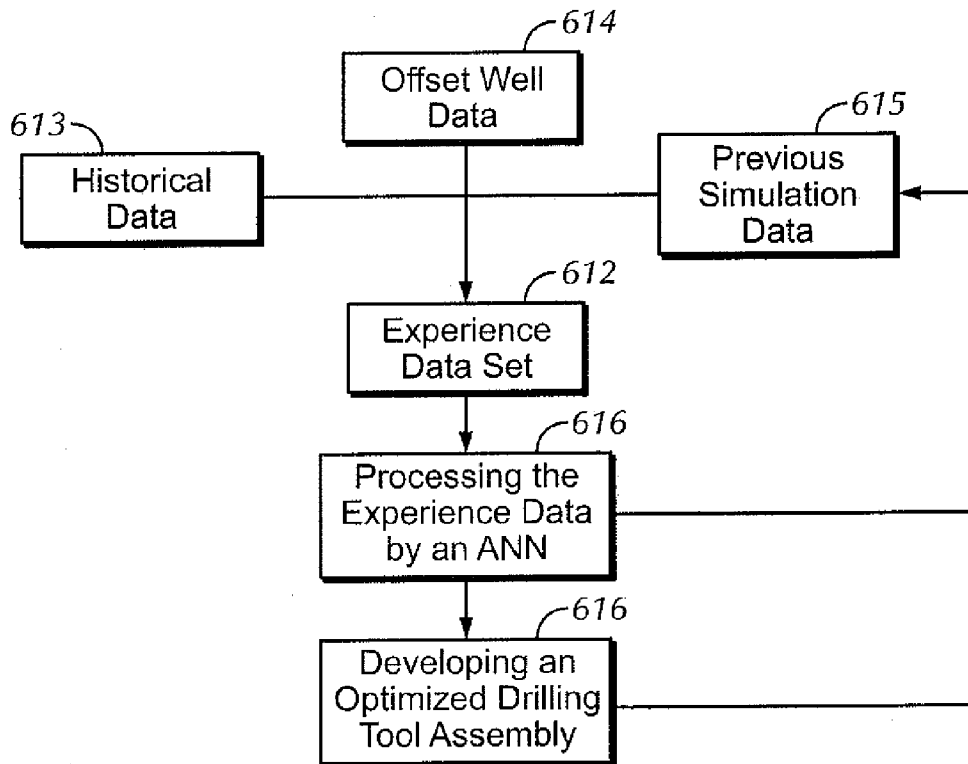 614
Offset Well
Data
613
Historical
Data
615
Previous
Simulation
Data
612
Experience
Data Set
616
Processing the
Experience Data
by an ANN
616
Developing an
Optimized Drilling
Tool Assembly